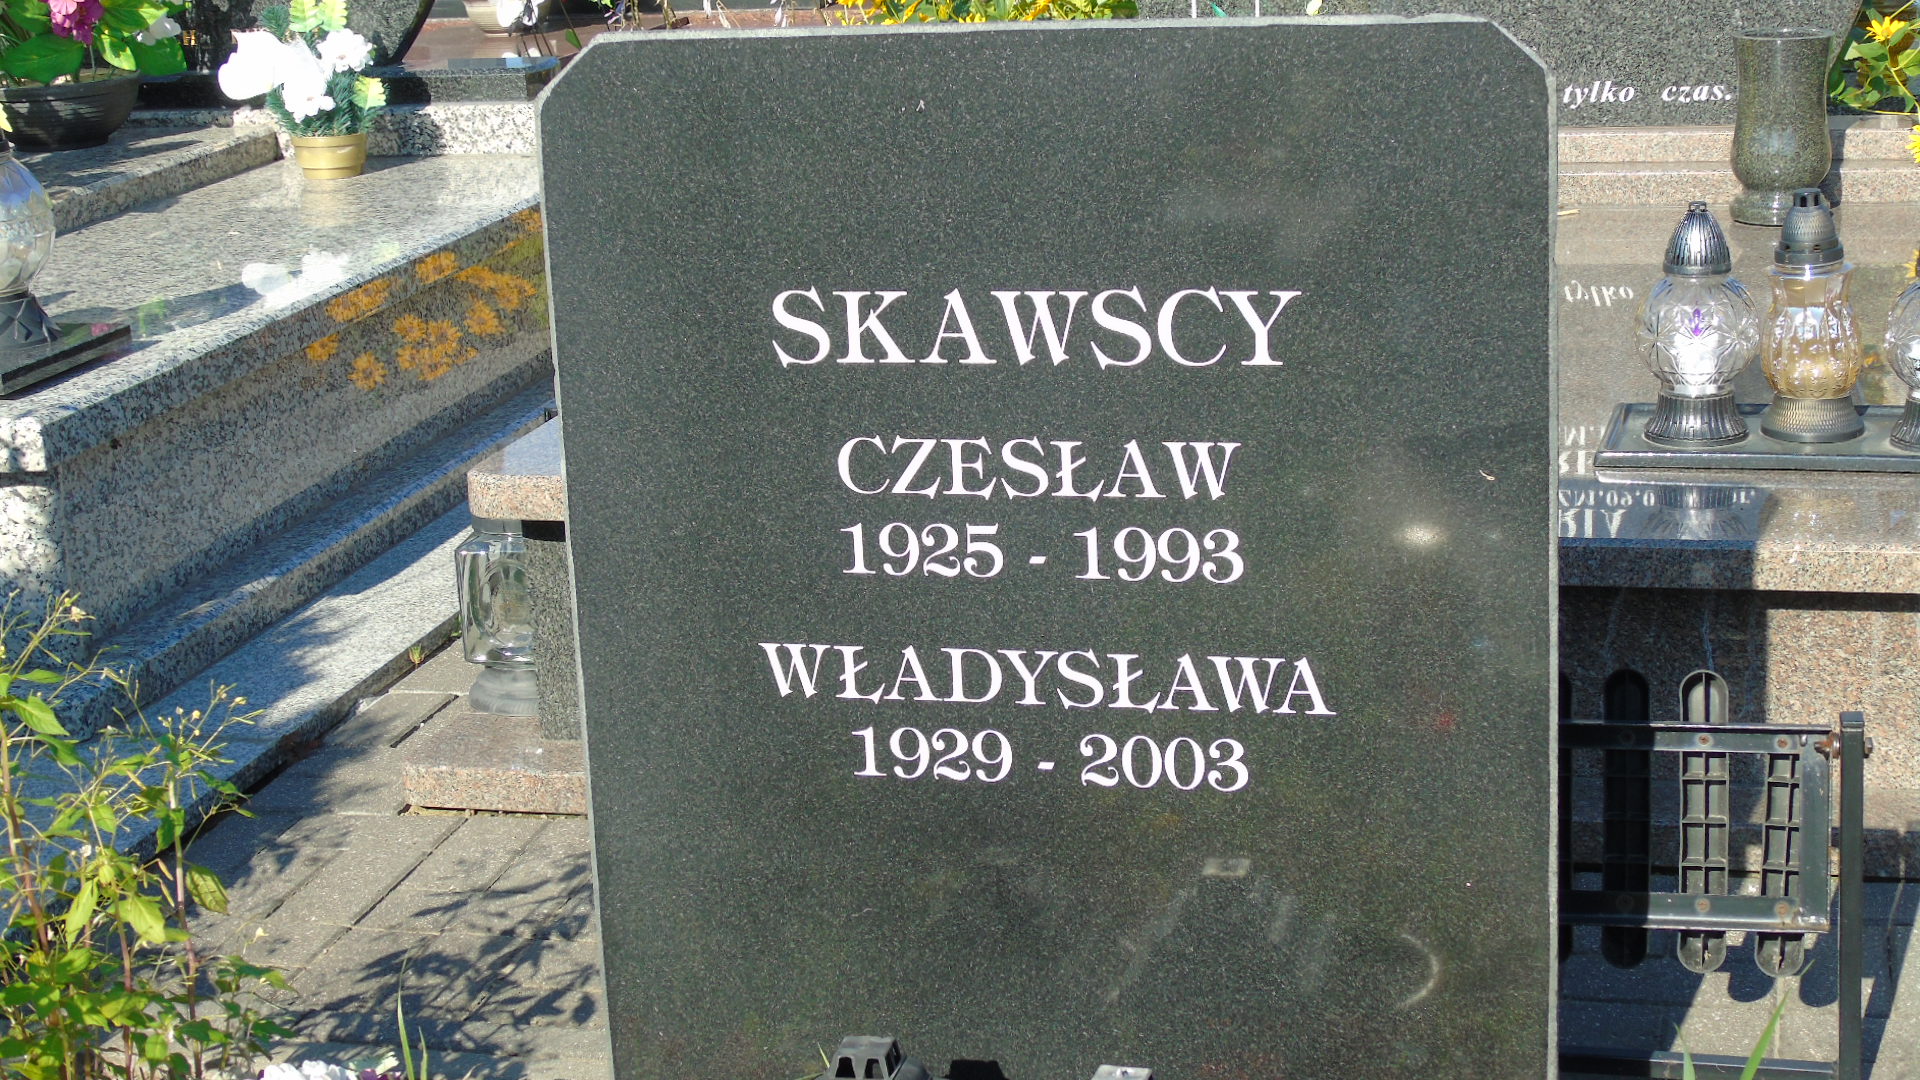 SKAWSCY
CZESŁAW
1925 - 1993
WŁADYSŁAWA
1929 - 2003
tylko czas.